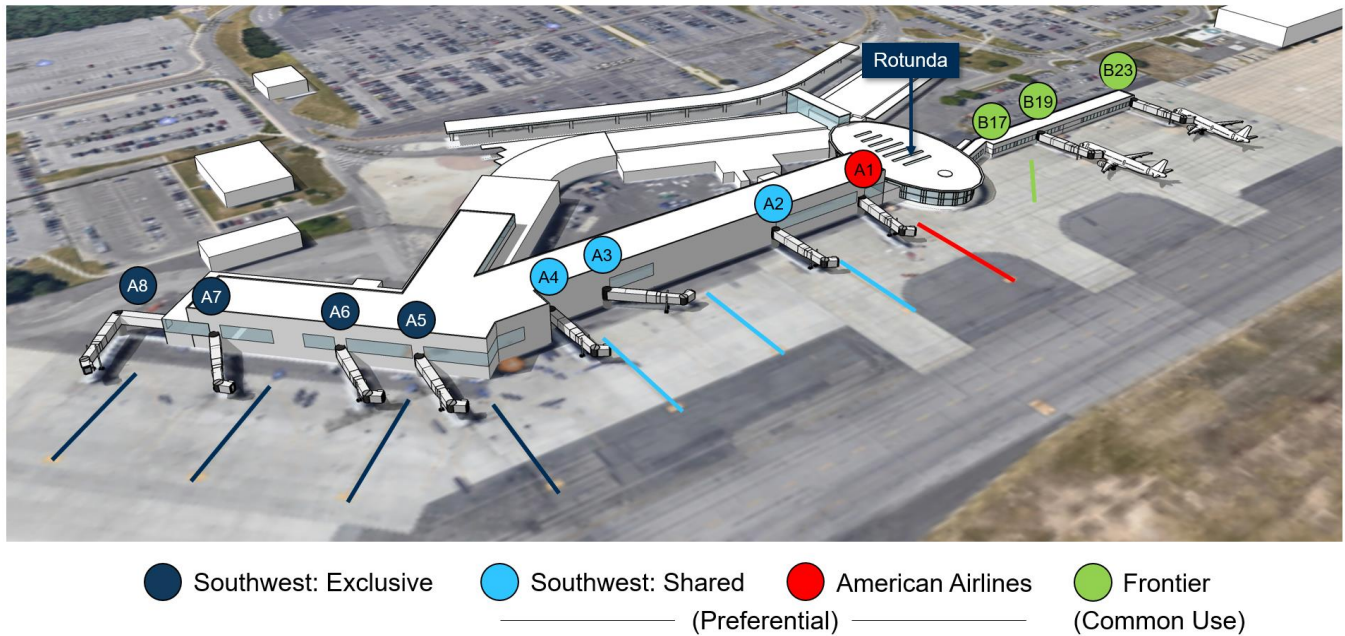 Rotunda
B23
B19
B17
A1
A2
A3
A4
A8
A7
A6
A5
Southwest: Exclusive
Southwest: Shared
American Airlines
Frontier
(Preferential)
(Common Use)